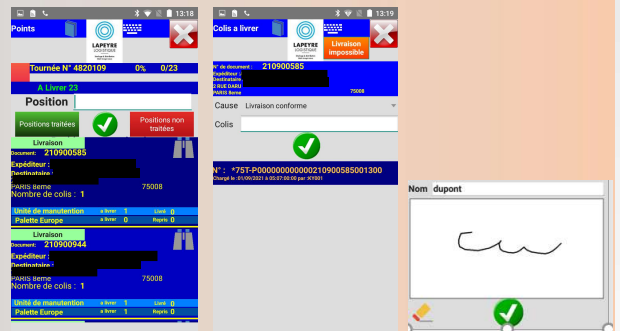 13:18
Points
LAPEYRE
LOGISTIQUE
Tournée N° 4820109 0% 0/23
A Livrer 23
Position
Positions traitées
Positions non
traitées
Livraison
Document: 210900585
Expéditeur :
Destinataire :
PARIS 8eme 75008
Nombre de colis : 1
Unité de manutention a livrer 1 Livré 0
Palette Europe a livrer 0 Repris 0
Livraison
Document: 210900944
Expéditeur :
Destinataire :
PARIS 8eme 75008
Nombre de colis : 1
Unité de manutention a livrer 1 Livré 0
Palette Europe a livrer 1 Repris 0
13:19
Colis a livrer
LAPEYRE
LOGISTIQUE
Livraison
impossible
N° de document : 210900585
Expéditeur :
Destinataire
2 RUE DARU
PARIS 8eme 75008
Cause Livraison conforme
Colis
N° : *75T-P0000000000000210900585001300
Chargé le :01/09/2021 à 05:07:00:00 par :KY001
Nom dupont